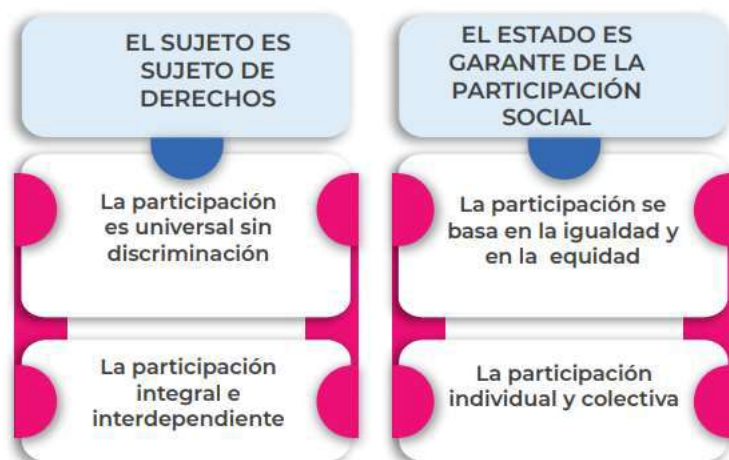 EL SUJETO ES
SUJETO DE
DERECHOS
La participación
es universal sin
discriminación
La participación
integral e
interdependiente
EL ESTADO ES
GARANTE DE LA
PARTICIPACIÓN
SOCIAL
La participación se
basa en la igualdad y
en la equidad
La participación
individual y colectiva